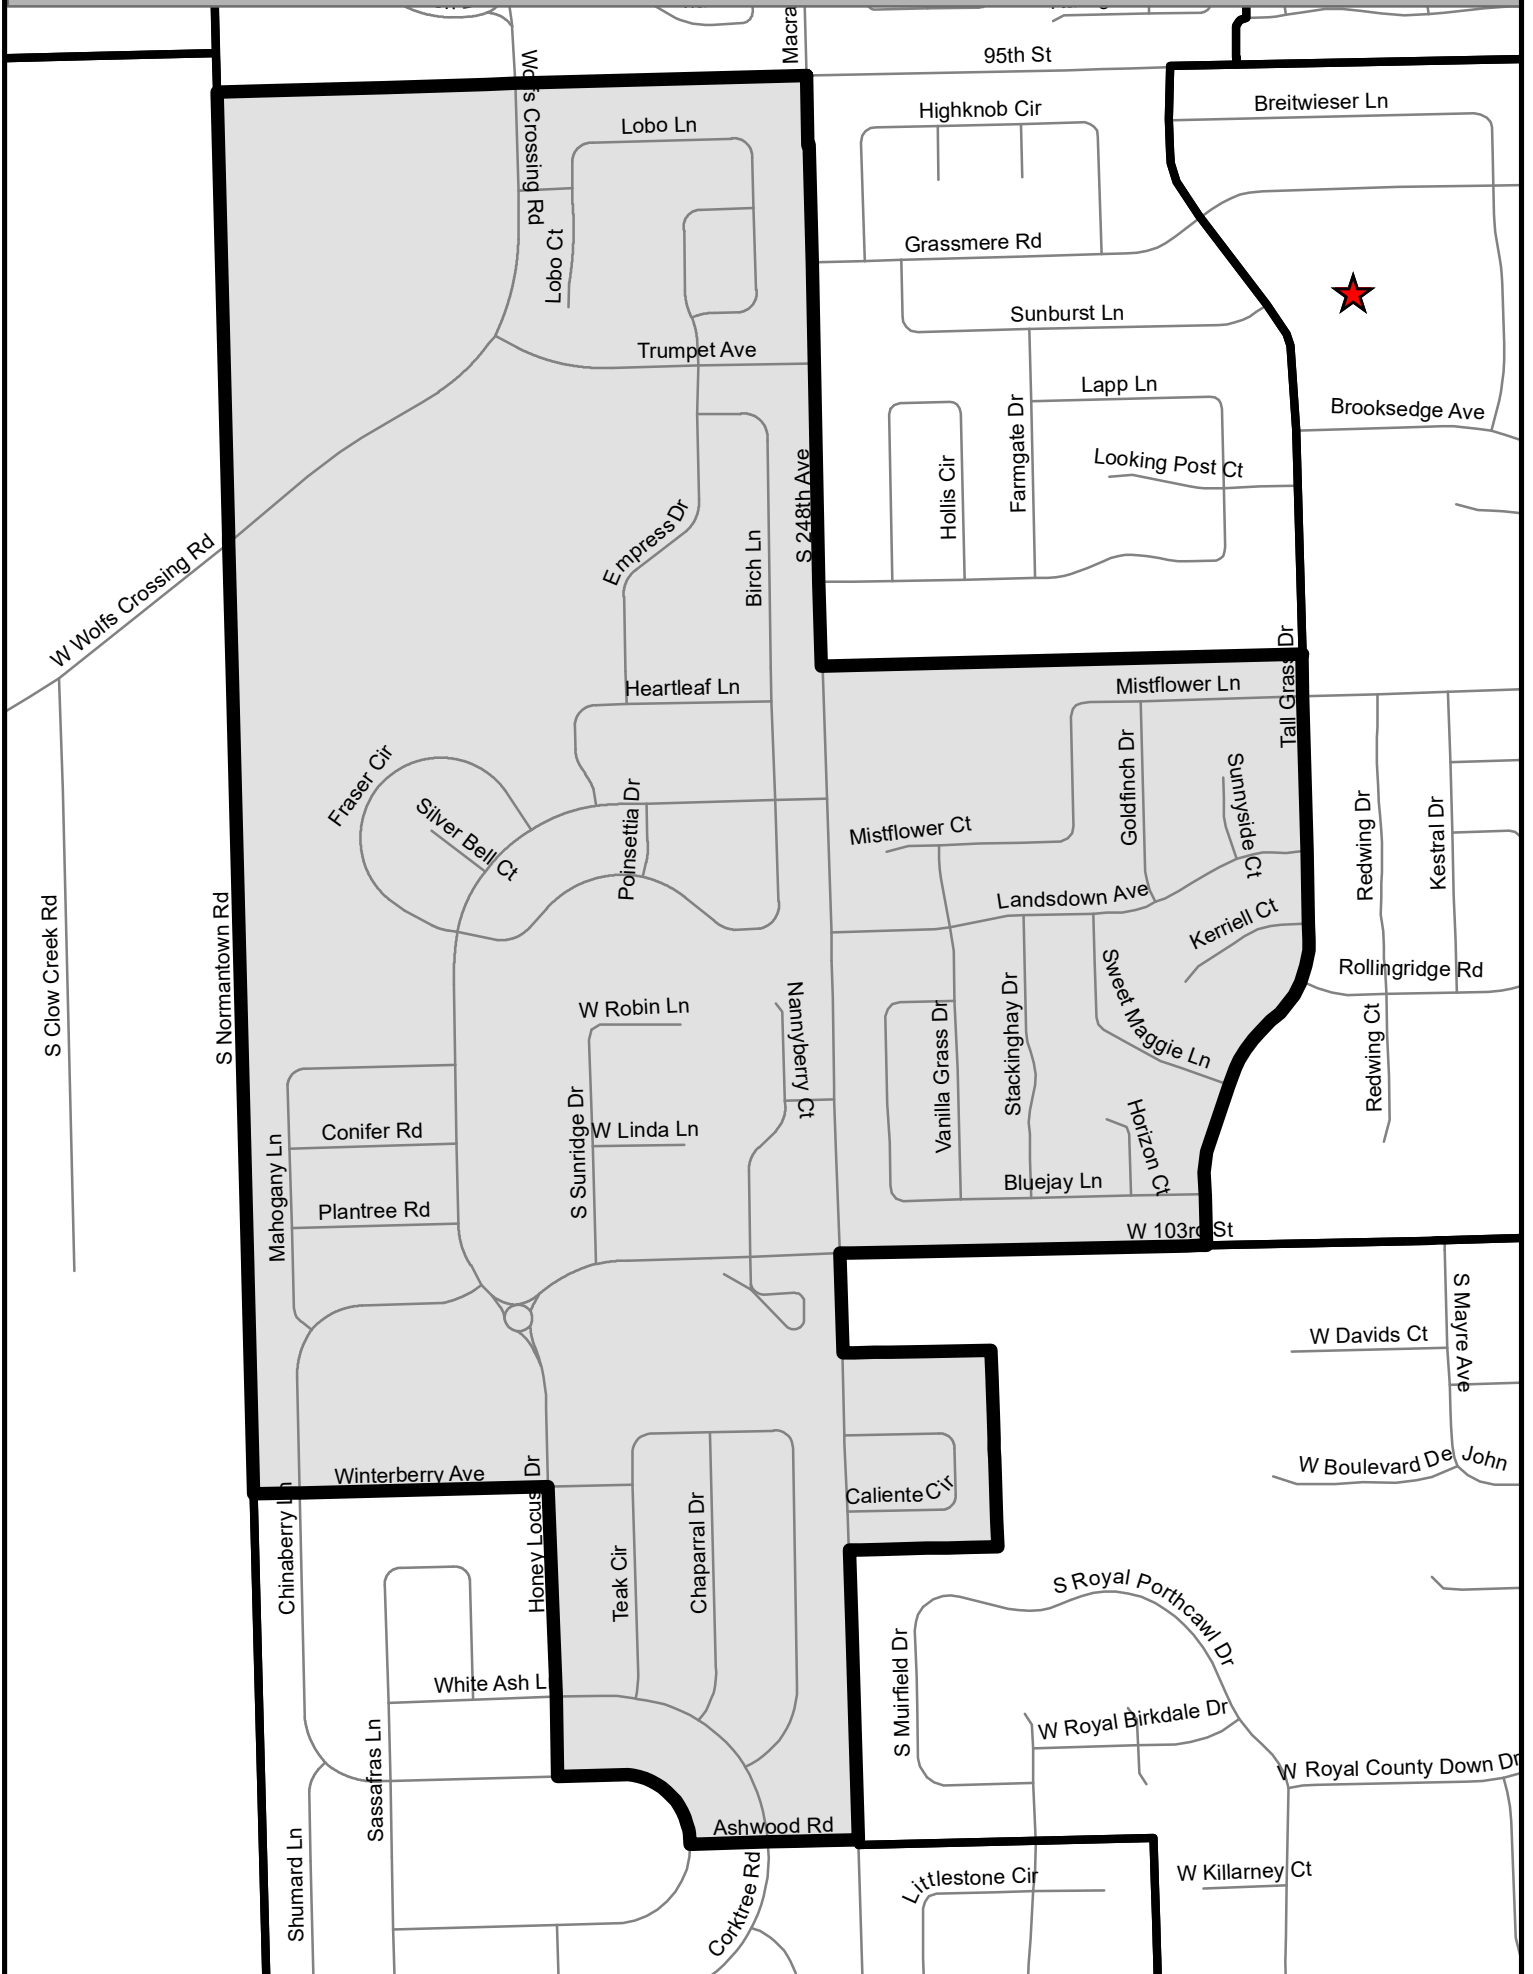 Macra
95th St
Wolfs Crossing Rd
Highknob Cir
Breitwieser Ln
Lobo Ln
Lobo Ct
Grassmere Rd
Sunburst Ln
Trumpet Ave
Lapp Ln
Brooksedge Ave
Farmgate Dr
Hollis Cir
Looking Post Ct
S 248th Ave
Empress Dr
Birch Ln
W Wolfs Crossing Rd
Tall Grass Dr
Heartleaf Ln
Mistflower Ln
Goldfinch Dr
Sunnyside Ct
Fraser Cir
Silver Bell Ct
Poinsettia Dr
Mistflower Ct
Redwing Dr
Kestral Dr
Landsdown Ave
Kerriell Ct
S Clow Creek Rd
S Normantown Rd
Rollingridge Rd
Sweet Maggie Ln
W Robin Ln
Nannyberry Ct
Vanilla Grass Dr
Stackinghay Dr
Redwing Ct
S Sunridge Dr
W Linda Ln
Horizon Ct
Conifer Rd
Mahogany Ln
Plantree Rd
Bluejay Ln
W 103rd St
S Mayre Ave
W Davids Ct
Winterberry Ave
W Boulevard De
John
Caliente Cir
Chinaberry Ln
Honey Locust Dr
Teak Cir
Chaparral Dr
S Royal Porthcawl Dr
S Muirfield Dr
White Ash Ln
W Royal Birkdale Dr
Sassafras Ln
W Royal County Down Dr
Ashwood Rd
Shumard Ln
Corktree Rd
Littlestone Cir
W Killarney Ct